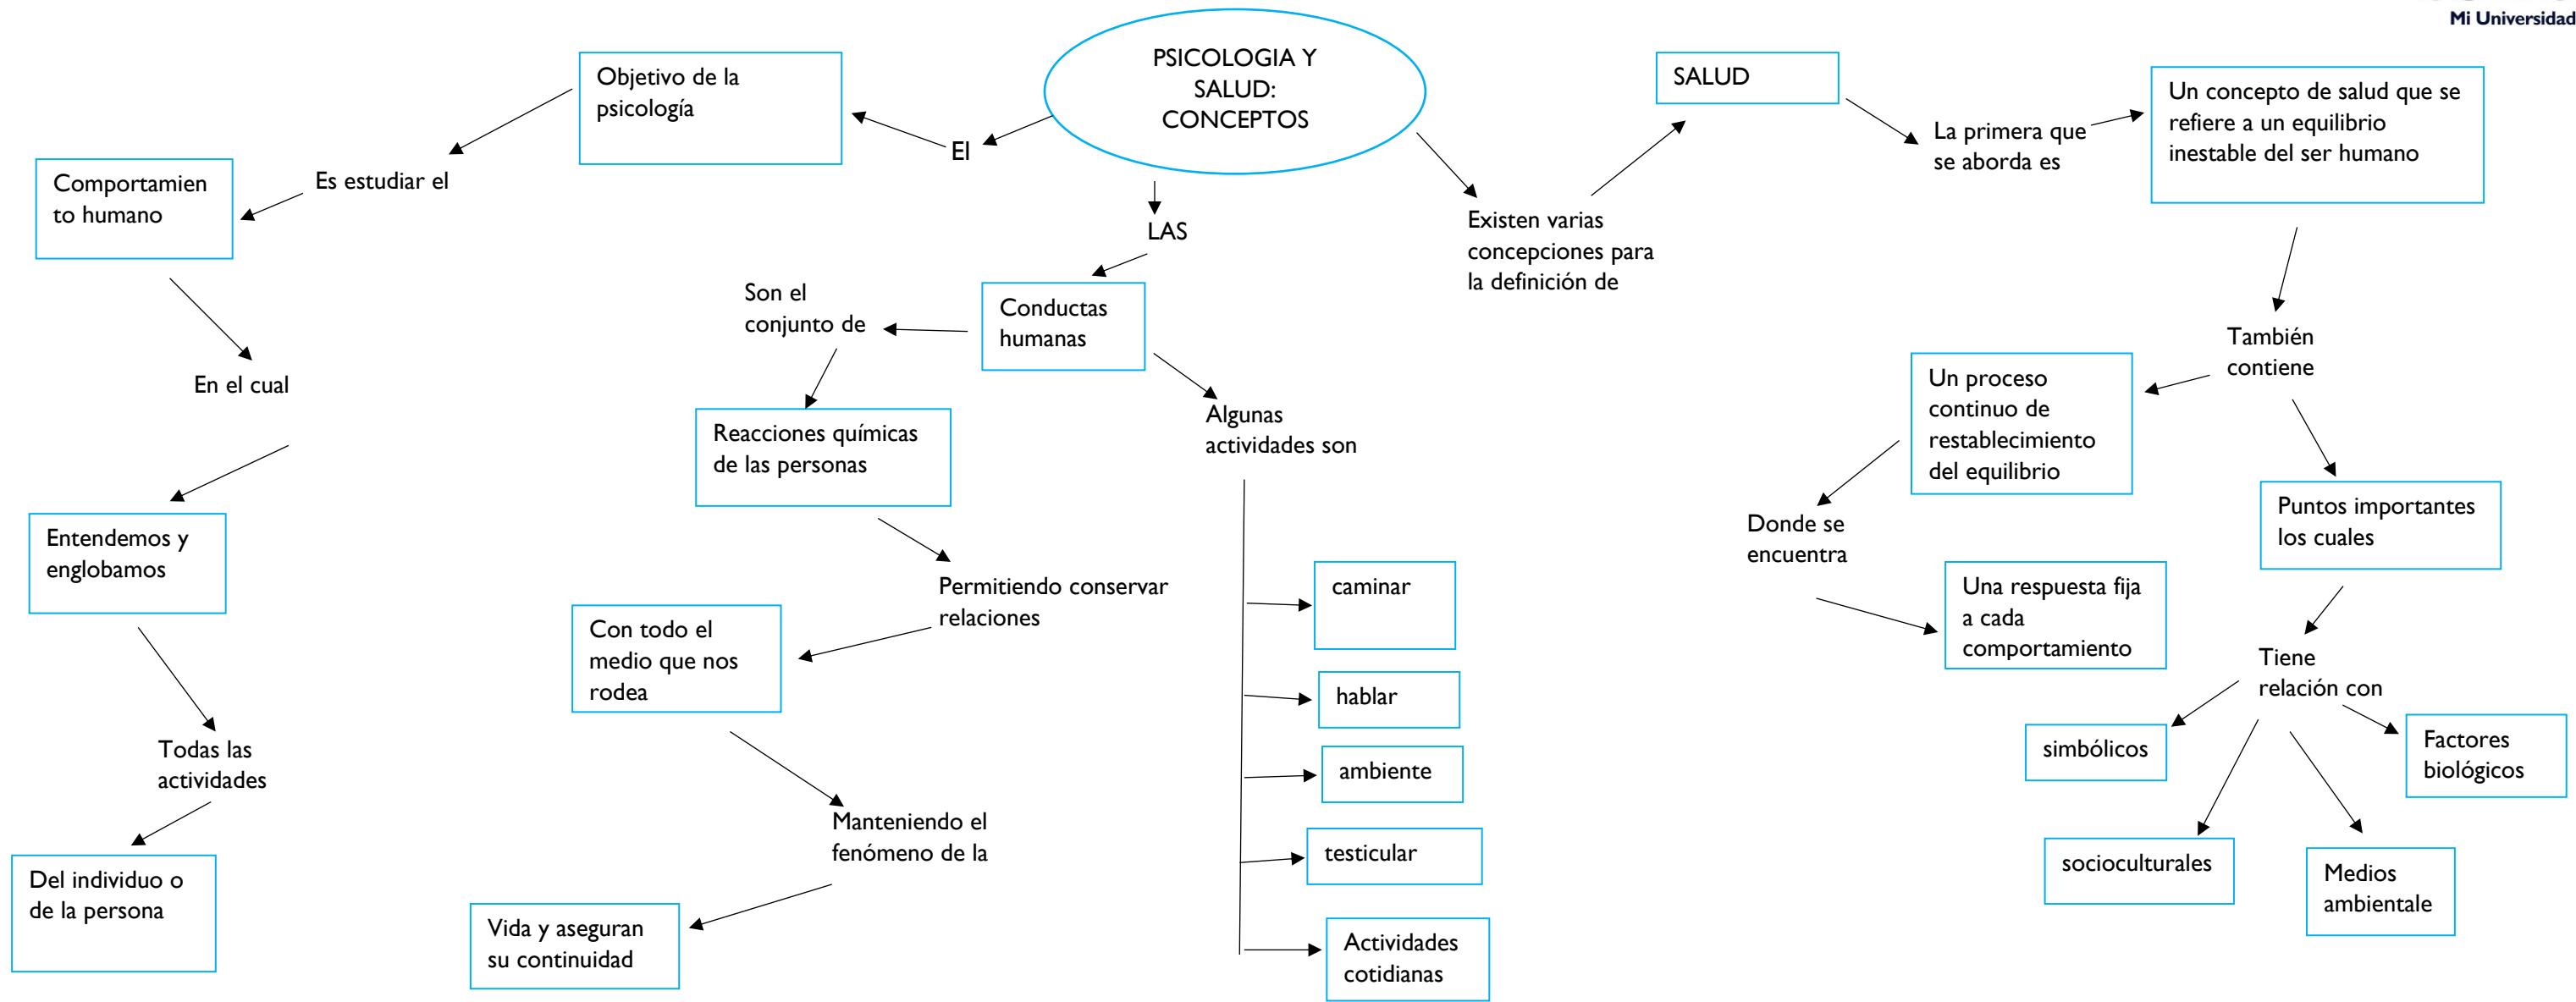 Mi Universidad
PSICOLOGIA Y
SALUD:
CONCEPTOS
El
Objetivo de la
psicología
Es estudiar el
Comportamien
to humano
En el cual
Entendemos y
englobamos
Todas las
actividades
Del individuo o
de la persona
LAS
Conductas
humanas
Son el
conjunto de
Reacciones químicas
de las personas
Permitiendo conservar
relaciones
Con todo el
medio que nos
rodea
Manteniendo el
fenómeno de la
Vida y aseguran
su continuidad
Algunas
actividades son
caminar
hablar
ambiente
testicular
Actividades
cotidianas
Existen varias
concepciones para
la definición de
SALUD
La primera que
se aborda es
Un concepto de salud que se
refiere a un equilibrio
inestable del ser humano
También
contiene
Un proceso
continuo de
restablecimiento
del equilibrio
Donde se
encuentra
Una respuesta fija
a cada
comportamiento
Puntos importantes
los cuales
Tiene
relación con
simbólicos
socioculturales
Medios
ambientale
Factores
biológicos